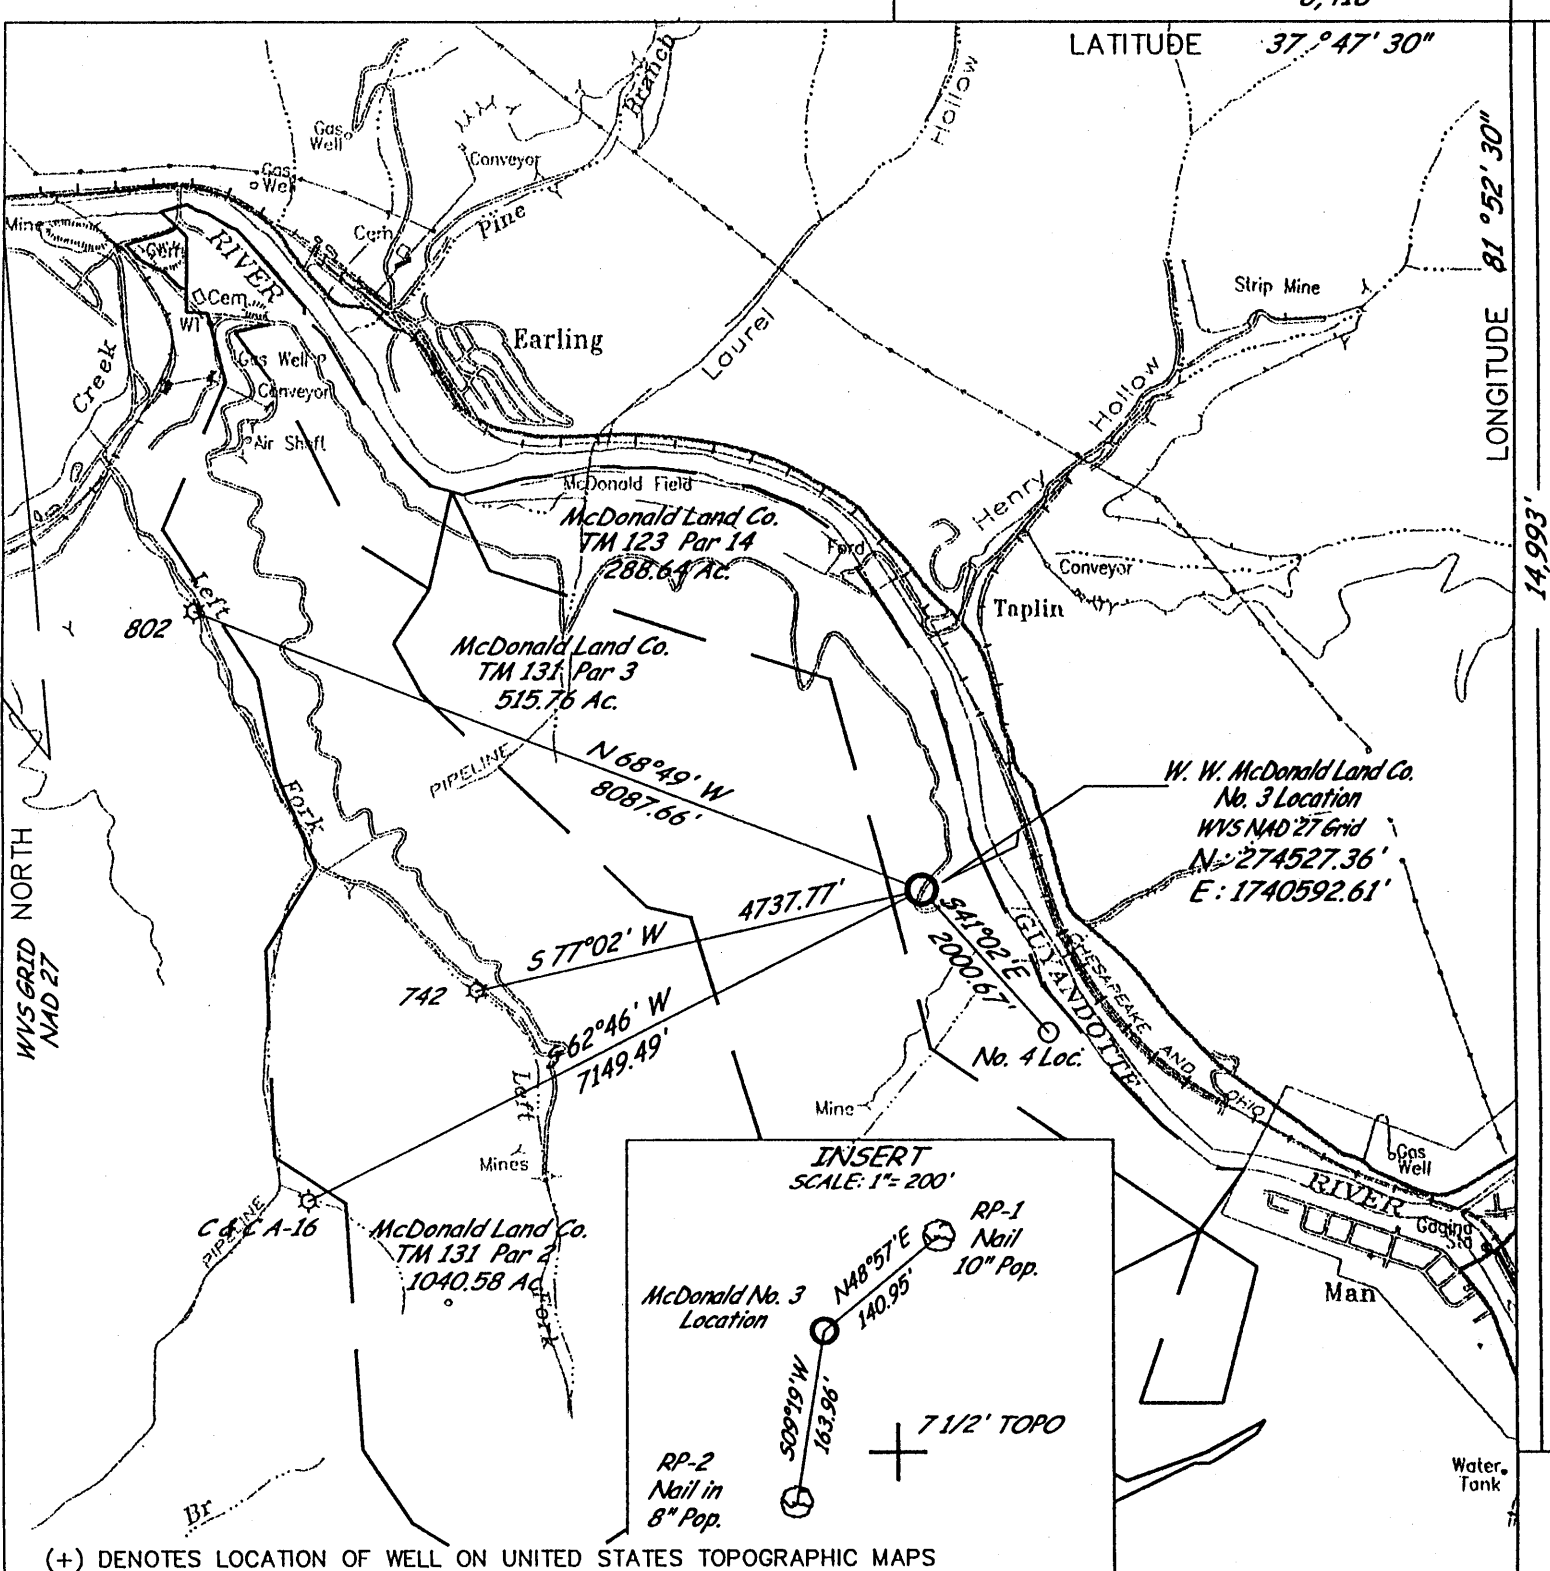 LATITUDE 37 ° 47' 30"
LONGITUDE 81 ° 52' 30"
14,993'
Branch
Hollow
Gas
Well
Conveyor
Gas
Well
Pine
Mine
Cem
Cem
RIVER
Cem
WT
Strip Mine
Earling
Laurel
Creek
Gas Well
Conveyor
Air Shaft
Hollow
Henry
McDonald Field
McDonald Land Co.
TM 123 Par 14
288.64 Ac.
Ford
Conveyor
Taplin
Left
802
McDonald Land Co.
TM 131 Par 3
515.76 Ac.
PIPELINE
N 68°49' W
8087.66'
W. W. McDonald Land Co.
No. 3 Location
WVS NAD'27 Grid
N : 274527.36'
E : 1740592.61'
Fork
WVS GRID NORTH
NAD 27
4737.77'
S 77°02' W
742
S41°02'E
2000.67'
GUYANDOTTE
CHESAPEAKE AND OHIO
S 62°46' W
7149.49'
No. 4 Loc.
Left
Mine
Mines
Gas
Well
RIVER
Gaging
Sta
Man
C & C A-16
PIPELINE
McDonald Land Co.
TM 131 Par 2
1040.58 Ac.
Fork
INSERT
SCALE: 1"= 200'
RP-1
Nail
10" Pop.
N48°57'E
140.95'
McDonald No. 3
Location
S09°19'W
163.96'
7 1/2' TOPO
RP-2
Nail in
8" Pop.
Water
Tank
Br
(+) DENOTES LOCATION OF WELL ON UNITED STATES TOPOGRAPHIC MAPS